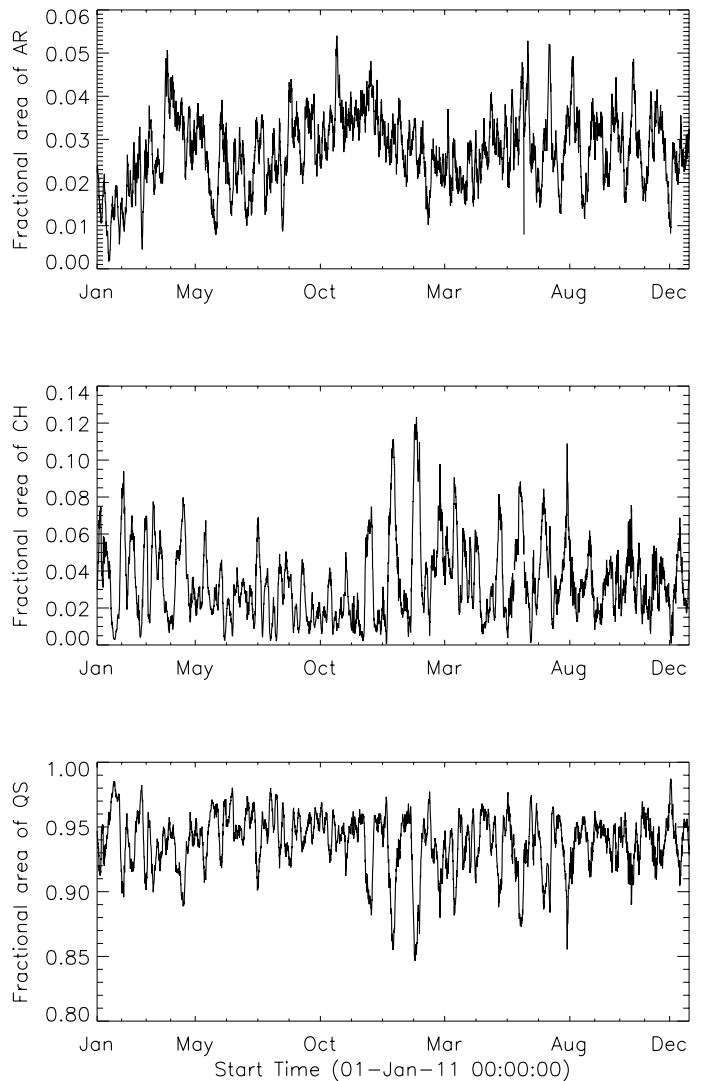 Fractional area of AR
0.06
0.05
0.04
0.03
0.02
0.01
0.00
Jan May Oct Mar Aug Dec
Fractional area of CH
0.14
0.12
0.10
0.08
0.06
0.04
0.02
0.00
Jan May Oct Mar Aug Dec
Fractional area of QS
1.00
0.95
0.90
0.85
0.80
Jan May Oct Mar Aug Dec
Start Time (01-Jan-11 00:00:00)